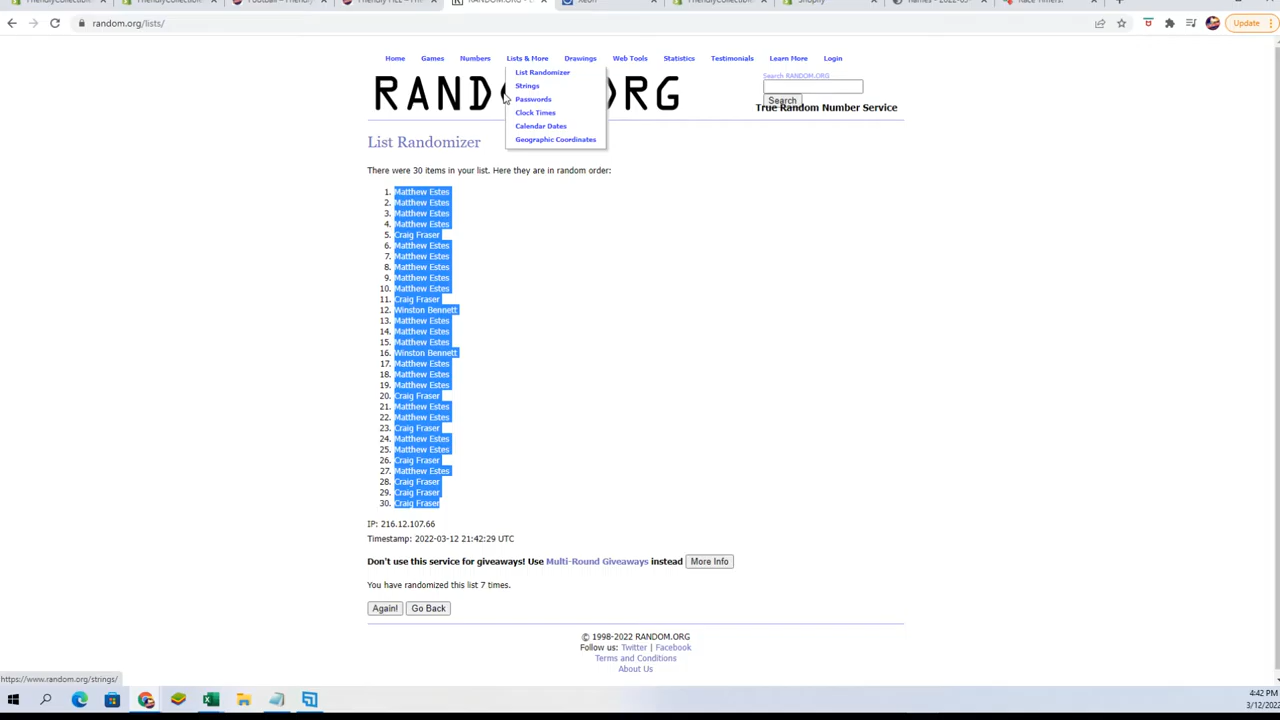 random.org/lists/
Update
Home Games Numbers Lists & More Drawings Web Tools Statistics Testimonials Learn More Login
List Randomizer
Strings
Passwords
Clock Times
Calendar Dates
Geographic Coordinates
Search RANDOM.ORG
Search
True Random Number Service
List Randomizer
There were 30 items in your list. Here they are in random order:
1. Matthew Estes
2. Matthew Estes
3. Matthew Estes
4. Matthew Estes
5. Craig Fraser
6. Matthew Estes
7. Matthew Estes
8. Matthew Estes
9. Matthew Estes
10. Matthew Estes
11. Craig Fraser
12. Winston Bennett
13. Matthew Estes
14. Matthew Estes
15. Matthew Estes
16. Winston Bennett
17. Matthew Estes
18. Matthew Estes
19. Matthew Estes
20. Craig Fraser
21. Matthew Estes
22. Matthew Estes
23. Craig Fraser
24. Matthew Estes
25. Matthew Estes
26. Craig Fraser
27. Matthew Estes
28. Craig Fraser
29. Craig Fraser
30. Craig Fraser
IP: 216.12.107.66
Timestamp: 2022-03-12 21:42:29 UTC
Don't use this service for giveaways! Use Multi-Round Giveaways instead More Info
You have randomized this list 7 times.
Again! Go Back
© 1998-2022 RANDOM.ORG
Follow us: Twitter | Facebook
Terms and Conditions
About Us
https://www.random.org/strings/
4:42 PM
3/12/2022